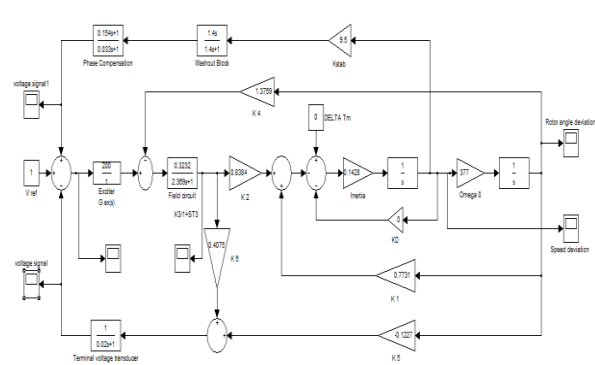 0.154s+1
0.033s+1
Phase Compensation
1.4s
1.4s+1
Washout Block
9.5
Kstab
voltage signal1
1.3759
K 4
0
DELTA Tm
Rotor angle deviation
1
V ref
200
1
Exciter
G ex(s)
0.3232
2.369s+1
Field circuit
K3/1+ST3
0.8384
K 2
0.1428
Inertia
1
s
377
Omega 0
1
s
0
KD
Speed deviation
0.4075
K 6
0.7731
K 1
voltage signal
1
0.02s+1
Terminal voltage transducer
-0.1227
K 5